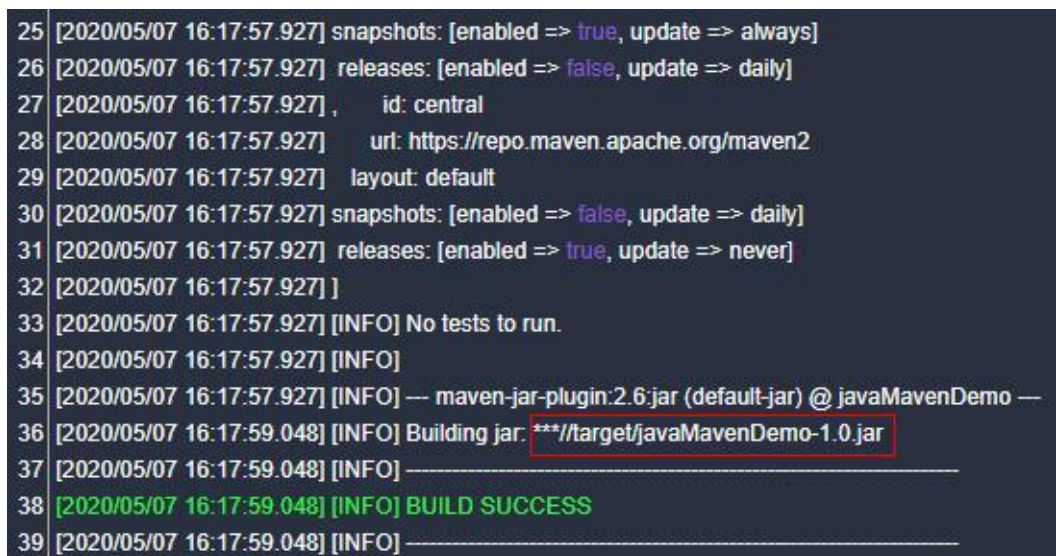 25 [2020/05/07 16:17:57.927] snapshots: [enabled => true, update => always]
26 [2020/05/07 16:17:57.927] releases: [enabled => false, update => daily]
27 [2020/05/07 16:17:57.927] , id: central
28 [2020/05/07 16:17:57.927] url: https://repo.maven.apache.org/maven2
29 [2020/05/07 16:17:57.927] layout: default
30 [2020/05/07 16:17:57.927] snapshots: [enabled => false, update => daily]
31 [2020/05/07 16:17:57.927] releases: [enabled => true, update => never]
32 [2020/05/07 16:17:57.927] ]
33 [2020/05/07 16:17:57.927] [INFO] No tests to run.
34 [2020/05/07 16:17:57.927] [INFO]
35 [2020/05/07 16:17:57.927] [INFO] --- maven-jar-plugin:2.6:jar (default-jar) @ javaMavenDemo ---
36 [2020/05/07 16:17:59.048] [INFO] Building jar: ***//target/javaMavenDemo-1.0.jar
37 [2020/05/07 16:17:59.048] [INFO] ------------------------------------------------------------------------
38 [2020/05/07 16:17:59.048] [INFO] BUILD SUCCESS
39 [2020/05/07 16:17:59.048] [INFO] ------------------------------------------------------------------------